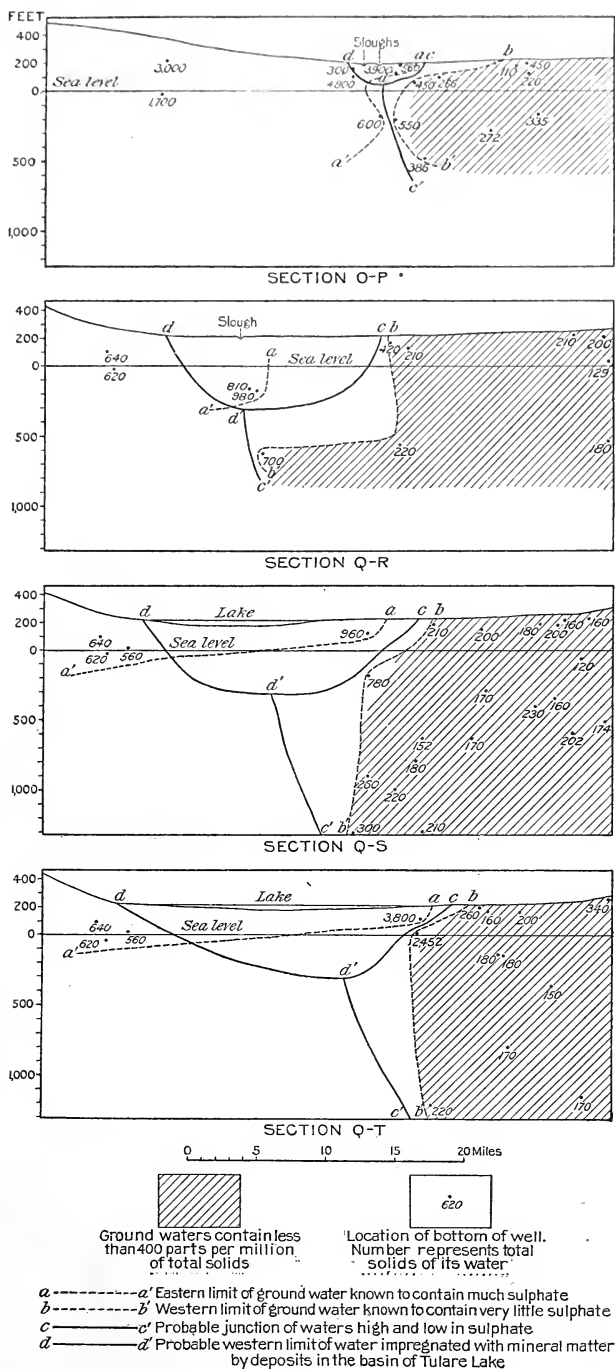 FEET
400
200
0
500
1,000
Sea level
3,000
1,700
Sloughs
d
a c
b
300
3,900
560
d'
4,800
450
266
110
450
220
600
550
335
272
386
a'
b'
c'
SECTION O-P
400
200
0
500
1,000
d
Slough
a
c b
Sea level
640
620
810
980
a'
d'
420
210
210
200
129
700
220
180
b'
c'
SECTION Q-R
400
200
0
500
1,000
d
Lake
a
c b
Sea level
640
620
560
960
210
200
180
200
160
160
a'
780
120
d'
170
230
160
174
152
170
202
180
260
220
c' b'
300
210
SECTION Q-S
400
200
0
500
1,000
d
Lake
a c b
Sea level
640
620
560
3,800
260
160
200
340
a'
2452
d'
180
180
150
170
c' b'
220
170
SECTION Q-T
0 5 10 15 20 Miles
620
Ground waters contain less
than 400 parts per million
of total solids
Location of bottom of well.
Number represents total
solids of its water
a a' Eastern limit of ground water known to contain much sulphate
b b' Western limit of ground water known to contain very little sulphate
c c' Probable junction of waters high and low in sulphate
d d' Probable western limit of water impregnated with mineral matter
by deposits in the basin of Tulane Lake